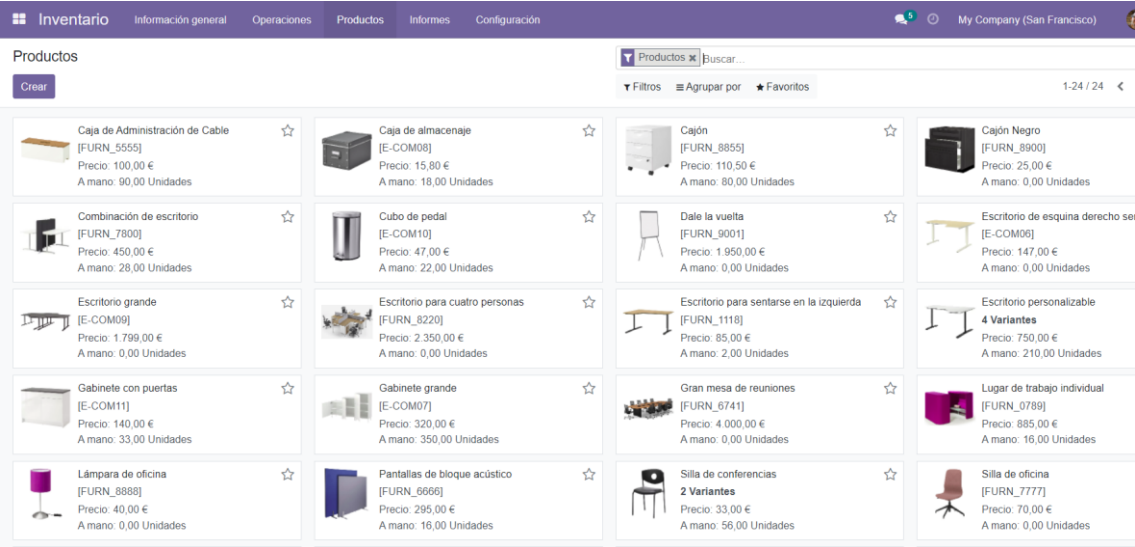 Inventario Información general Operaciones Productos Informes Configuración 5 My Company (San Francisco)
Productos
Productos Buscar...
Crear
Filtros Agrupar por Favoritos 1-24 / 24
Caja de Administración de Cable
[FURN_5555]
Precio: 100,00 €
A mano: 90,00 Unidades
Caja de almacenaje
[E-COM08]
Precio: 15,80 €
A mano: 18,00 Unidades
Cajón
[FURN_8855]
Precio: 110,50 €
A mano: 80,00 Unidades
Cajón Negro
[FURN_8900]
Precio: 25,00 €
A mano: 0,00 Unidades
Combinación de escritorio
[FURN_7800]
Precio: 450,00 €
A mano: 28,00 Unidades
Cubo de pedal
[E-COM10]
Precio: 47,00 €
A mano: 22,00 Unidades
Dale la vuelta
[FURN_9001]
Precio: 1.950,00 €
A mano: 0,00 Unidades
Escritorio de esquina derecho se
[E-COM06]
Precio: 147,00 €
A mano: 0,00 Unidades
Escritorio grande
[E-COM09]
Precio: 1.799,00 €
A mano: 0,00 Unidades
Escritorio para cuatro personas
[FURN_8220]
Precio: 2.350,00 €
A mano: 0,00 Unidades
Escritorio para sentarse en la izquierda
[FURN_1118]
Precio: 85,00 €
A mano: 2,00 Unidades
Escritorio personalizable
4 Variantes
Precio: 750,00 €
A mano: 210,00 Unidades
Gabinete con puertas
[E-COM11]
Precio: 140,00 €
A mano: 33,00 Unidades
Gabinete grande
[E-COM07]
Precio: 320,00 €
A mano: 350,00 Unidades
Gran mesa de reuniones
[FURN_6741]
Precio: 4.000,00 €
A mano: 0,00 Unidades
Lugar de trabajo individual
[FURN_0789]
Precio: 885,00 €
A mano: 16,00 Unidades
Lámpara de oficina
[FURN_8888]
Precio: 40,00 €
A mano: 0,00 Unidades
Pantallas de bloque acústico
[FURN_6666]
Precio: 295,00 €
A mano: 16,00 Unidades
Silla de conferencias
2 Variantes
Precio: 33,00 €
A mano: 56,00 Unidades
Silla de oficina
[FURN_7777]
Precio: 70,00 €
A mano: 0,00 Unidades